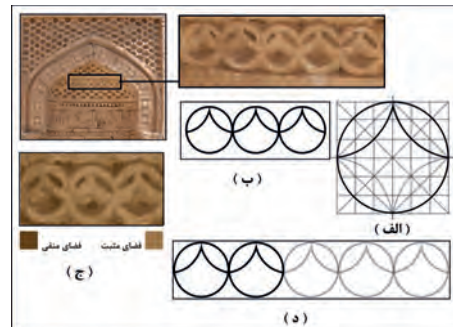 ( ب )
( الف )
فضای مثبت
فضای منفی
( ج )
( د )